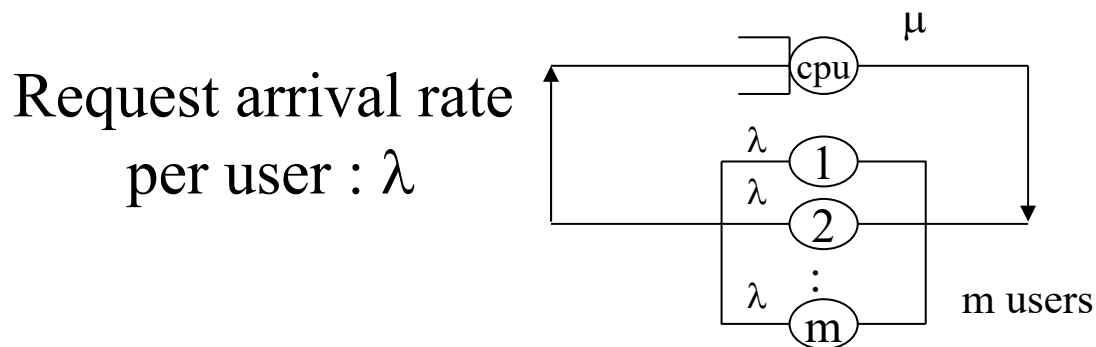 μ
cpu
Request arrival rate
per user : λ
λ
1
λ
2
:
λ
m
m users